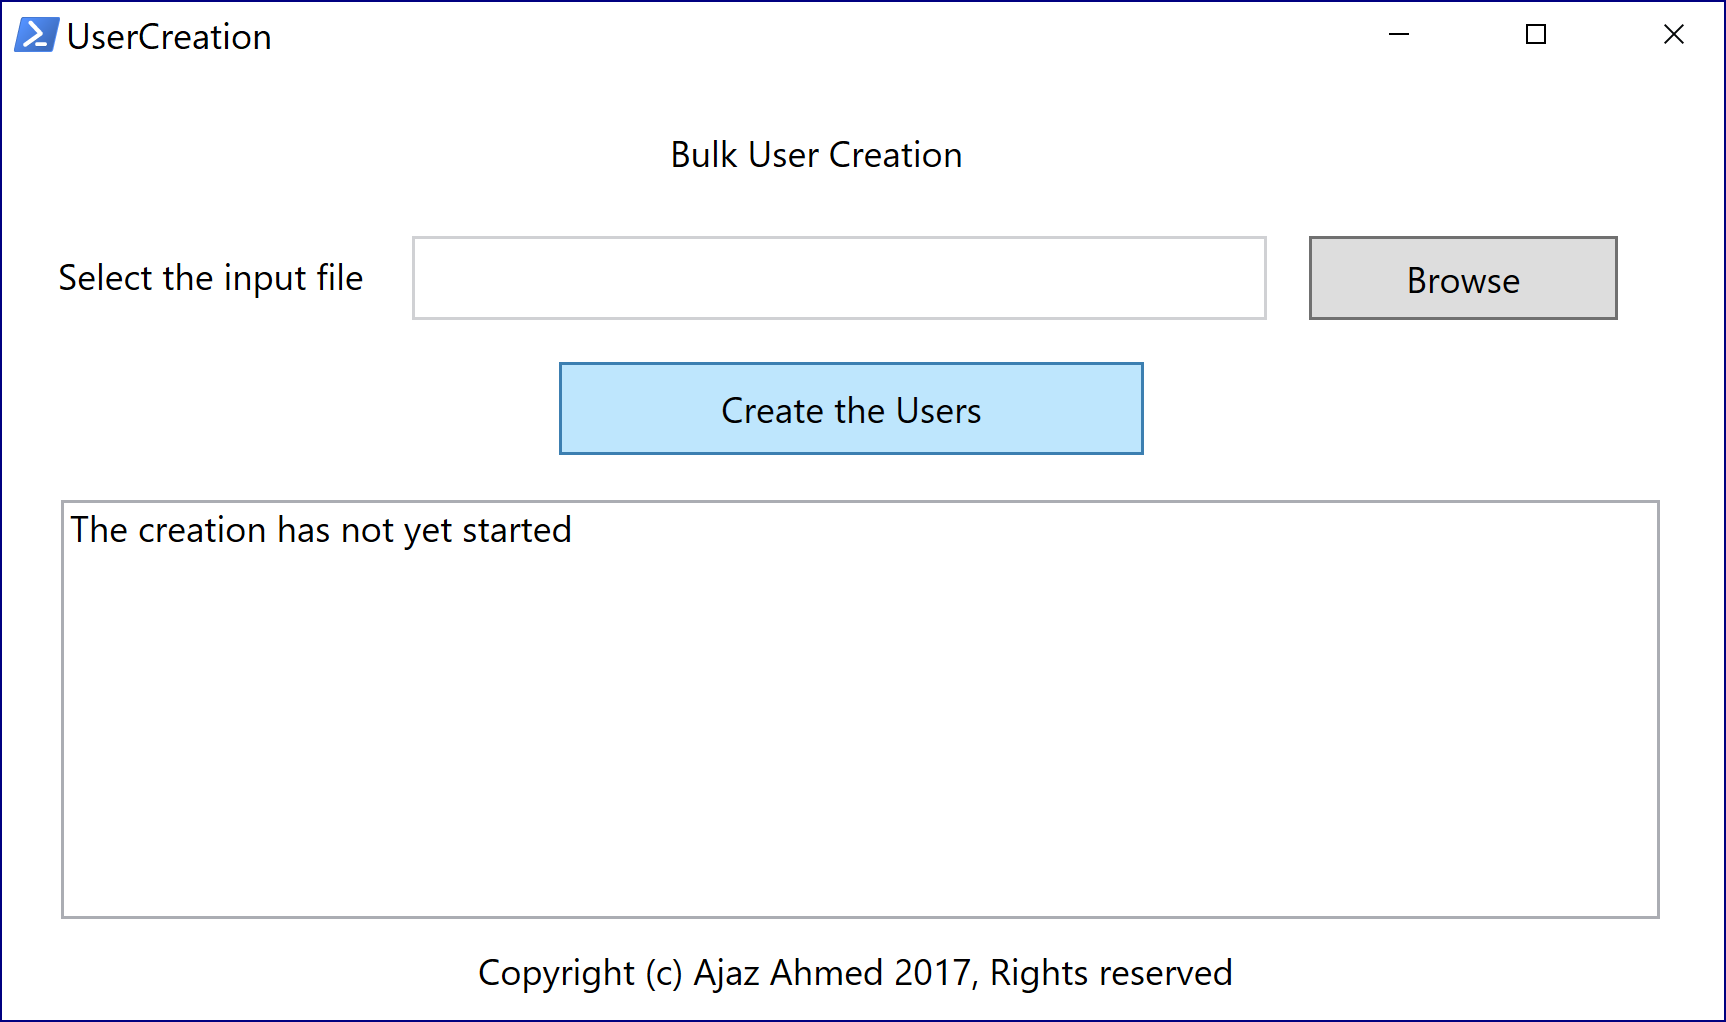 UserCreation
Bulk User Creation
Select the input file
Browse
Create the Users
The creation has not yet started
Copyright (c) Ajaz Ahmed 2017, Rights reserved